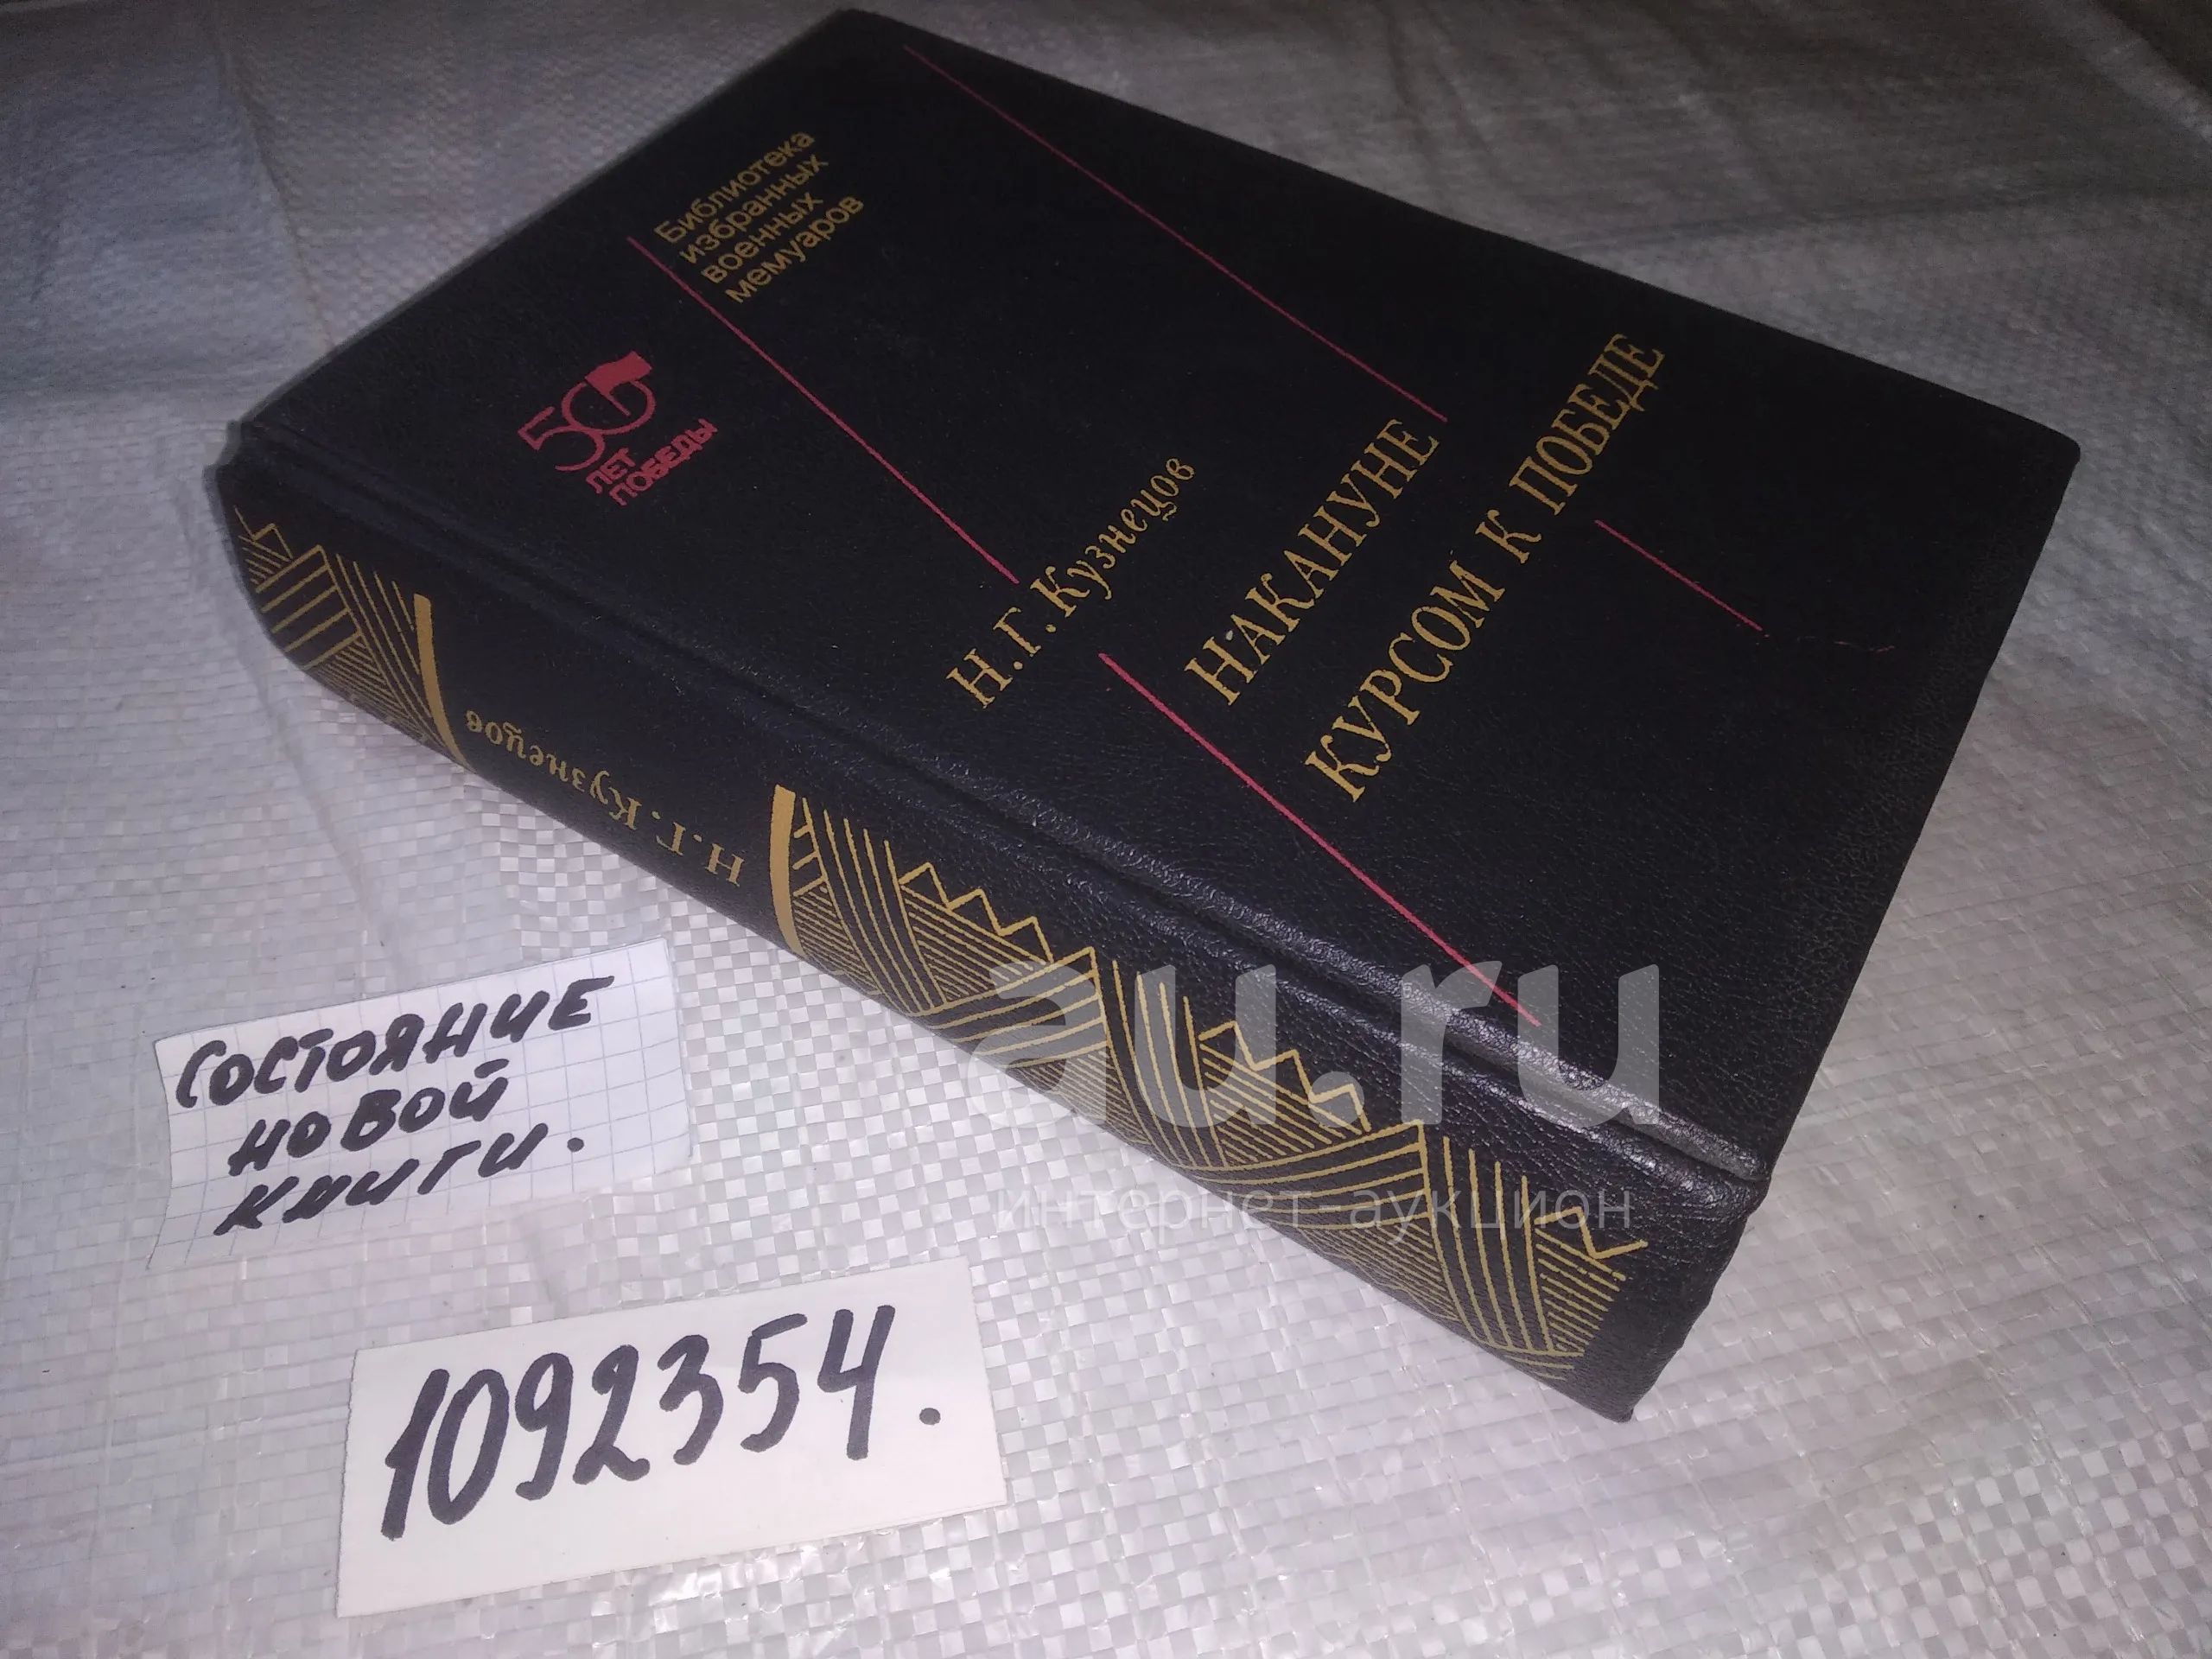 Библиотека
избранных
военных
мемуаров
50
ЛЕТ
ПОБЕДЫ
Н.Г.Кузнецов
НАКАНУНЕ
КУРСОМ К ПОБЕДЕ
Н.Г.Кузнецов
au.ru
интернет-аукцион
СОСТОЯНИЕ
НОВОЙ
КНИГИ.
1092354.